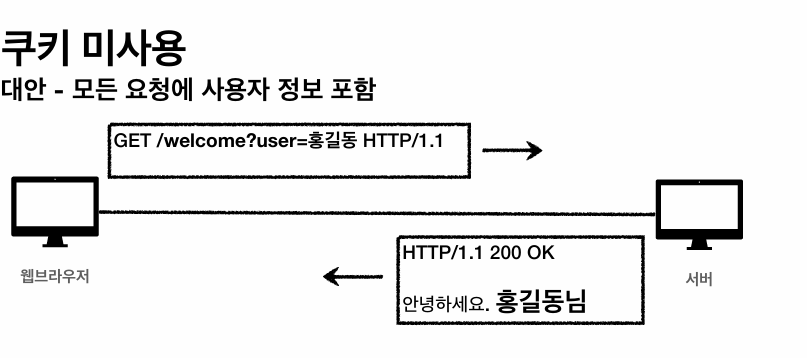 쿠키 미사용
대안 - 모든 요청에 사용자 정보 포함
GET /welcome?user=홍길동 HTTP/1.1
웹브라우저
HTTP/1.1 200 OK
안녕하세요. 홍길동님
서버